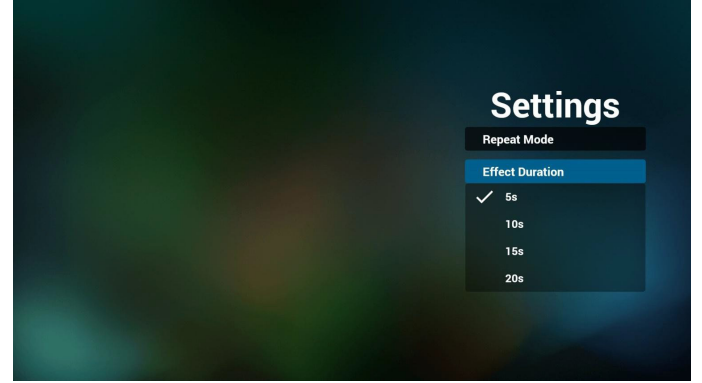 Settings
Repeat Mode
Effect Duration
5s
10s
15s
20s